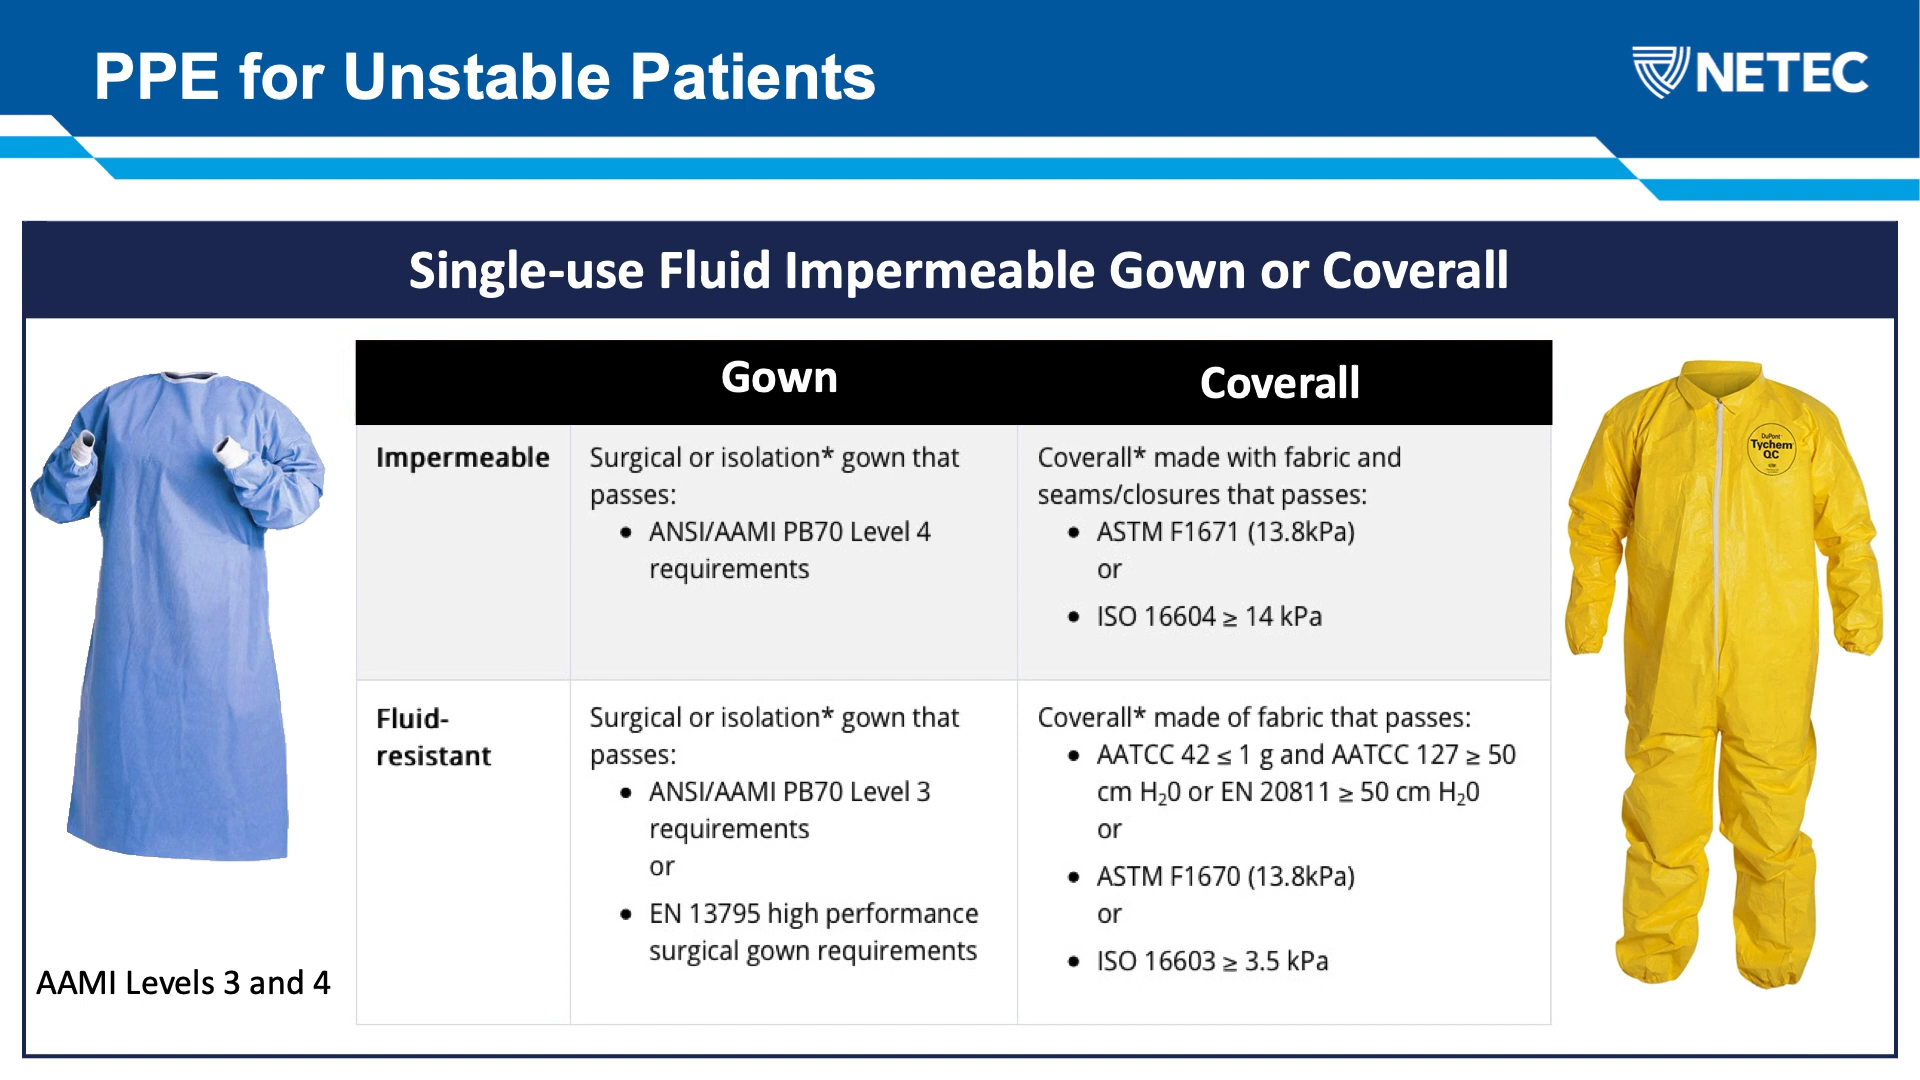 PPE for Unstable Patients
NETEC
Single-use Fluid Impermeable Gown or Coverall
Gown
Coverall
Impermeable
Surgical or isolation* gown that
passes:
• ANSI/AAMI PB70 Level 4
requirements
Coverall* made with fabric and
seams/closures that passes:
• ASTM F1671 (13.8kPa)
or
• ISO 16604 ≥ 14 kPa
Fluid-
resistant
Surgical or isolation* gown that
passes:
• ANSI/AAMI PB70 Level 3
requirements
or
• EN 13795 high performance
surgical gown requirements
Coverall* made of fabric that passes:
• AATCC 42 ≤ 1 g and AATCC 127 ≥ 50
cm H₂0 or EN 20811 ≥ 50 cm H₂0
or
• ASTM F1670 (13.8kPa)
or
• ISO 16603 ≥ 3.5 kPa
AAMI Levels 3 and 4
DuPont
Tychem
QC